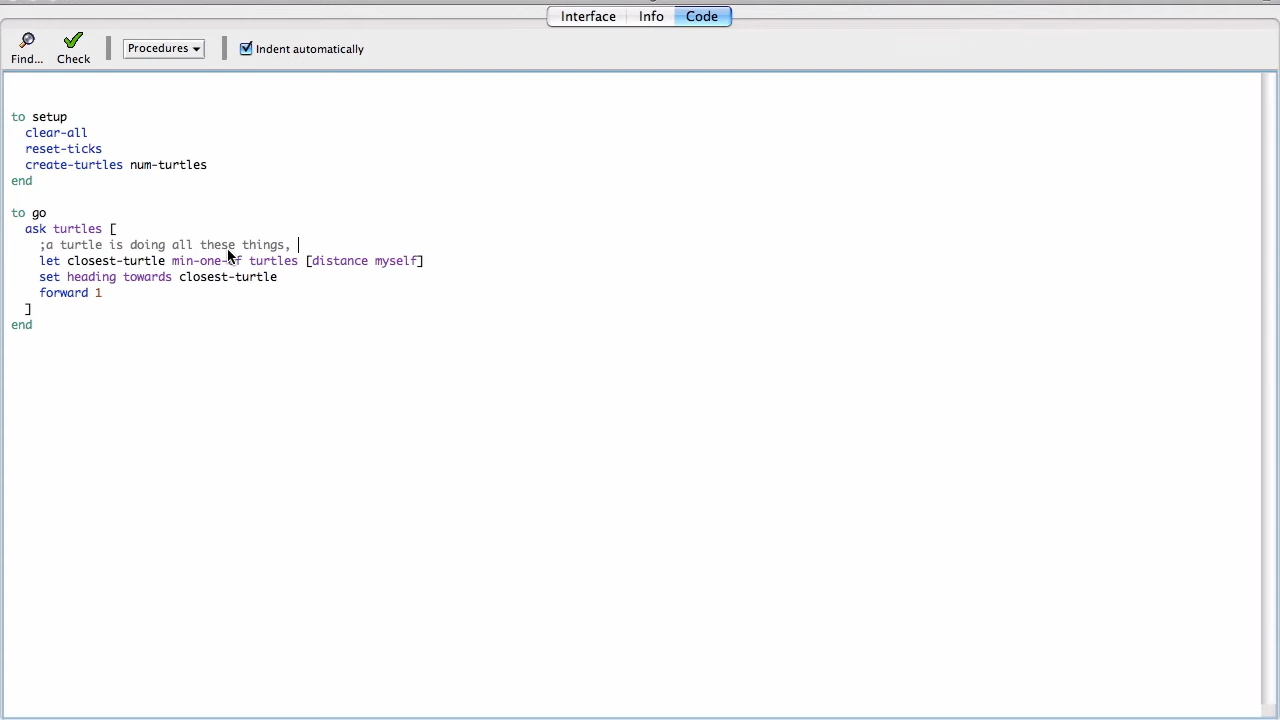 Interface Info Code
Find... Check Procedures Indent automatically
to setup
clear-all
reset-ticks
create-turtles num-turtles
end
to go
ask turtles [
;a turtle is doing all these things,
let closest-turtle min-one-of turtles [distance myself]
set heading towards closest-turtle
forward 1
]
end